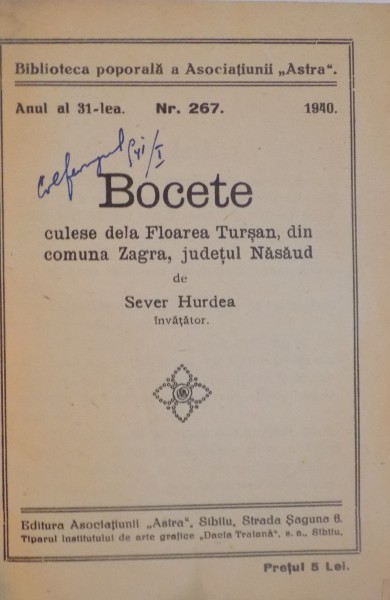 Biblioteca poporală a Asociațiunii „Astra“.
Anul al 31-lea. Nr. 267. 1940.
Bocete
culese dela Floarea Turșan, din
comuna Zagra, județul Năsăud
de
Sever Hurdea
învățător.
Editura Asociațiunii „Astra“, Sibiu, Strada Șaguna 6.
Tiparul institutului de arte grafice „Dacia Traiană“, s. a., Sibiu.
Prețul 5 Lei.